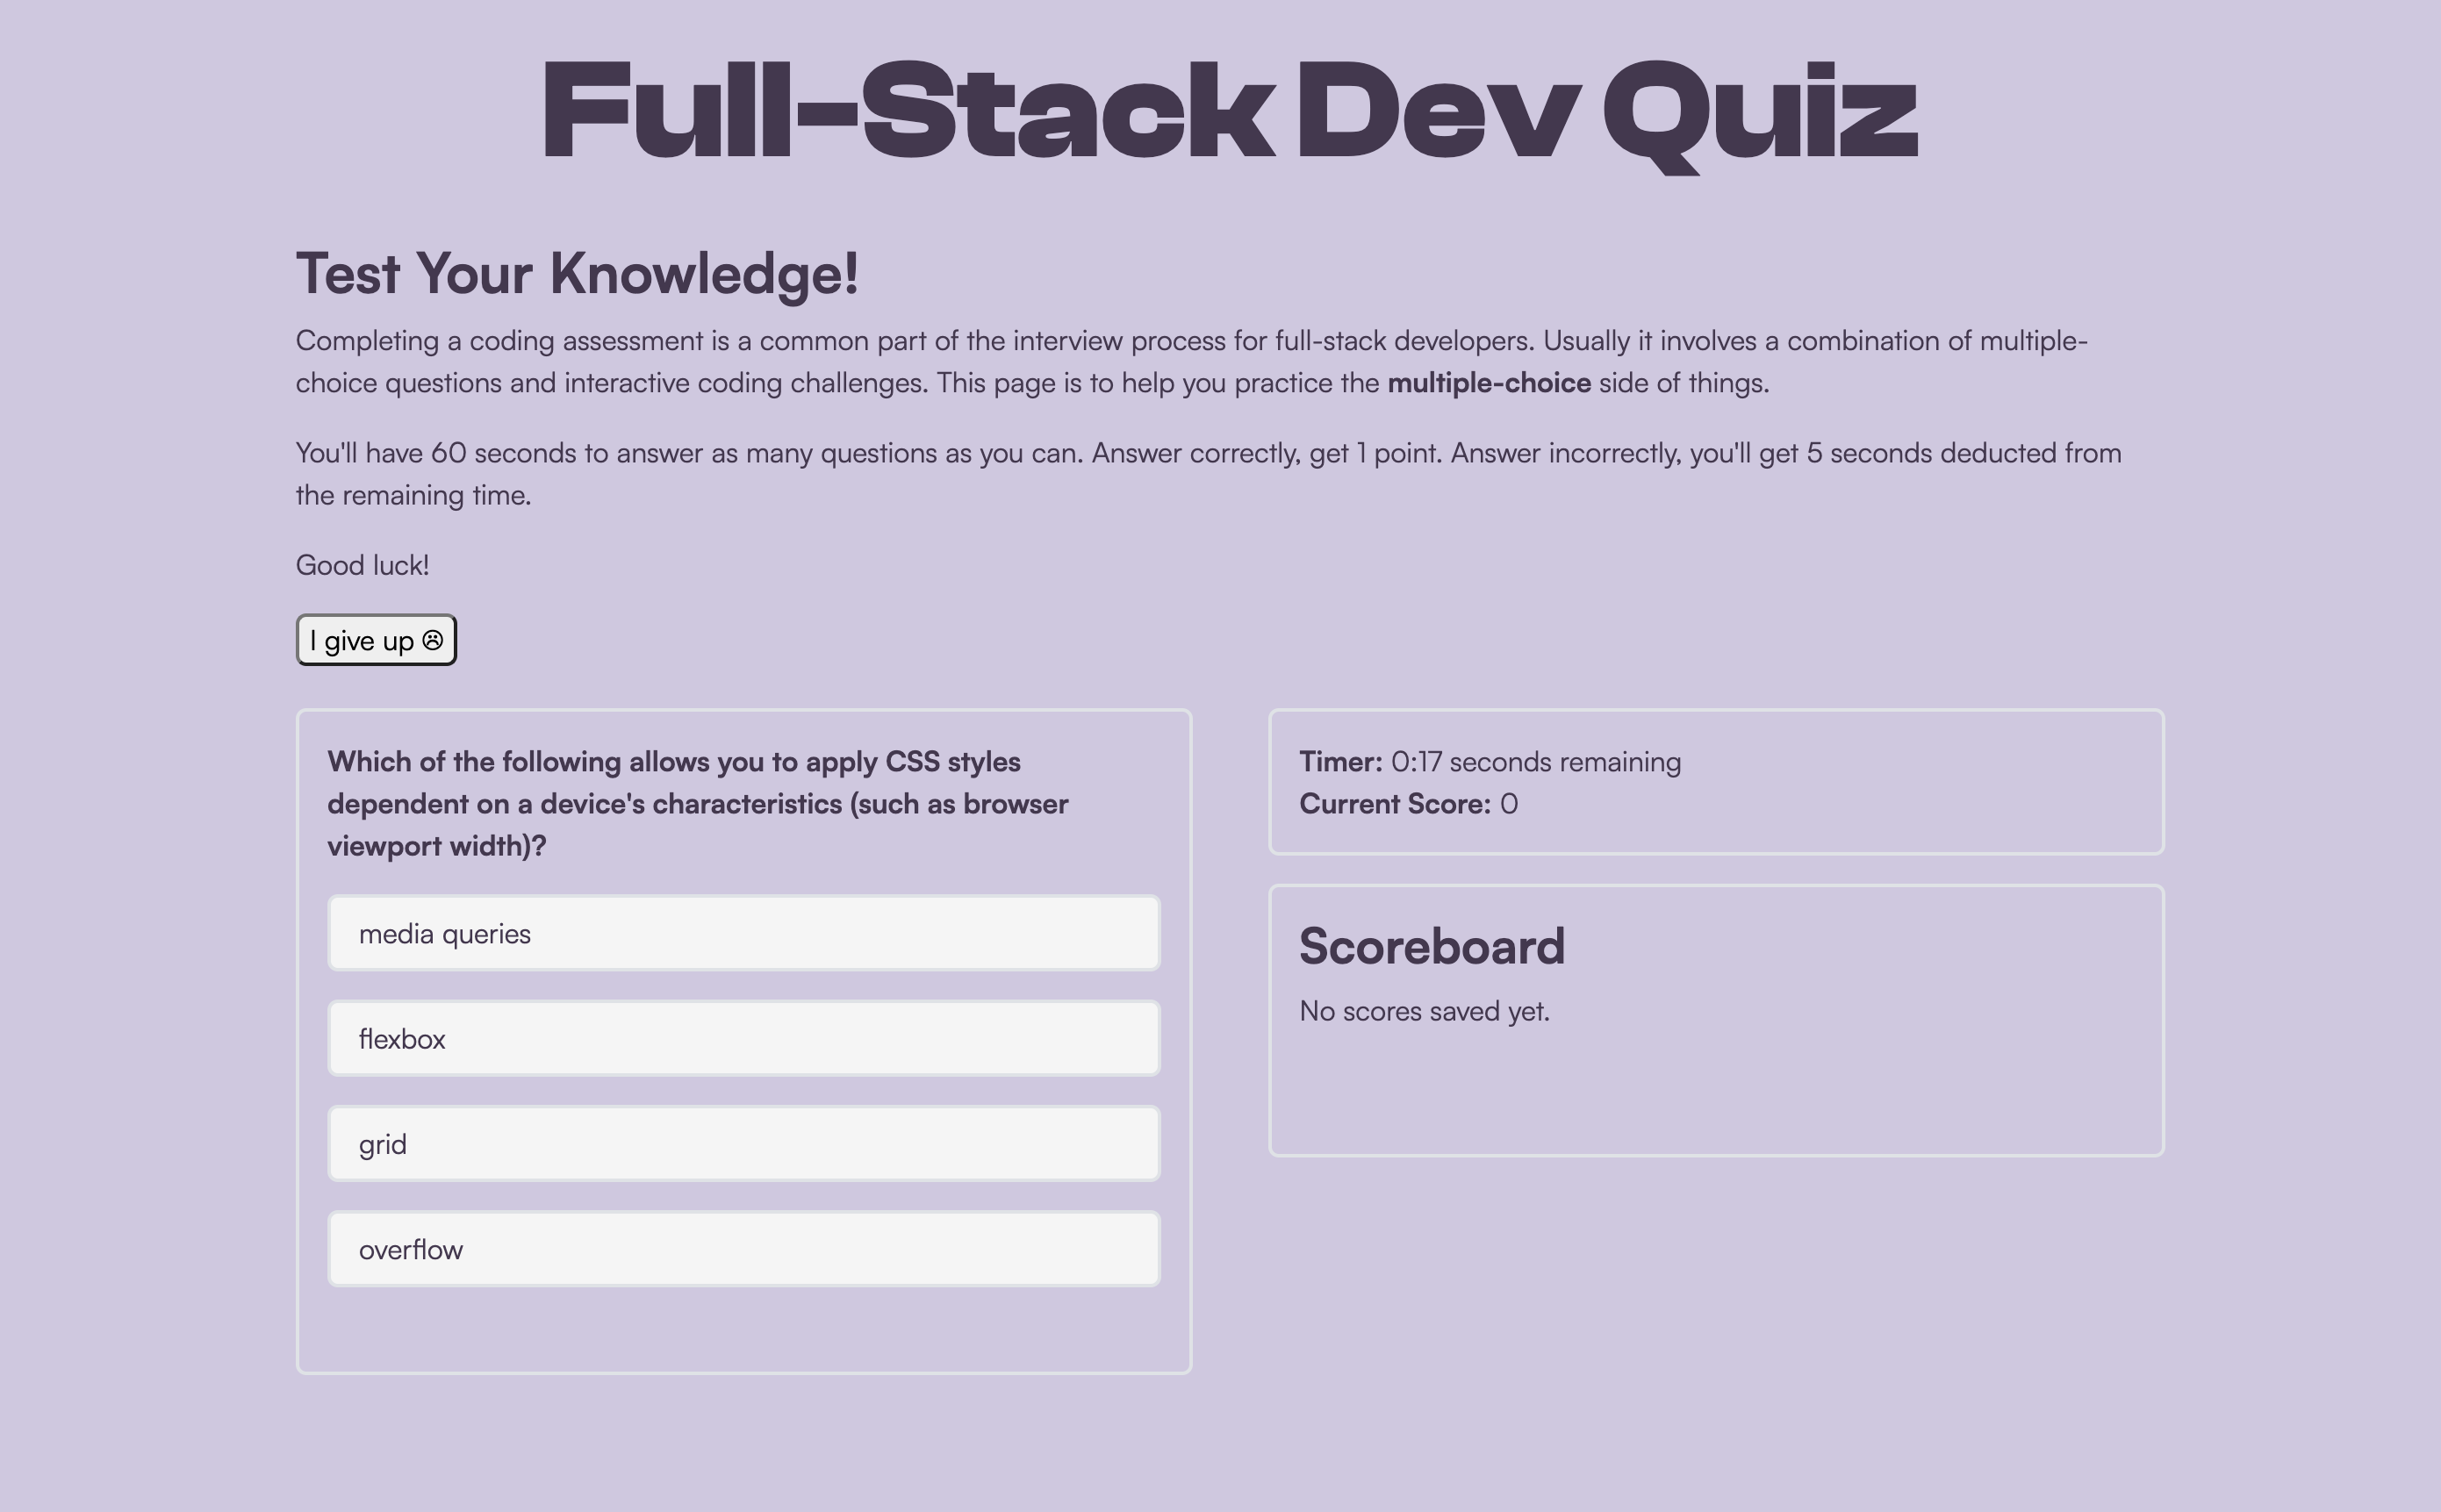 Full-Stack Dev Quiz
Test Your Knowledge!
Completing a coding assessment is a common part of the interview process for full-stack developers. Usually it involves a combination of multiple-
choice questions and interactive coding challenges. This page is to help you practice the multiple-choice side of things.
You'll have 60 seconds to answer as many questions as you can. Answer correctly, get 1 point. Answer incorrectly, you'll get 5 seconds deducted from
the remaining time.
Good luck!
I give up ☹
Which of the following allows you to apply CSS styles
dependent on a device's characteristics (such as browser
viewport width)?
media queries
flexbox
grid
overflow
Timer: 0:17 seconds remaining
Current Score: 0
Scoreboard
No scores saved yet.